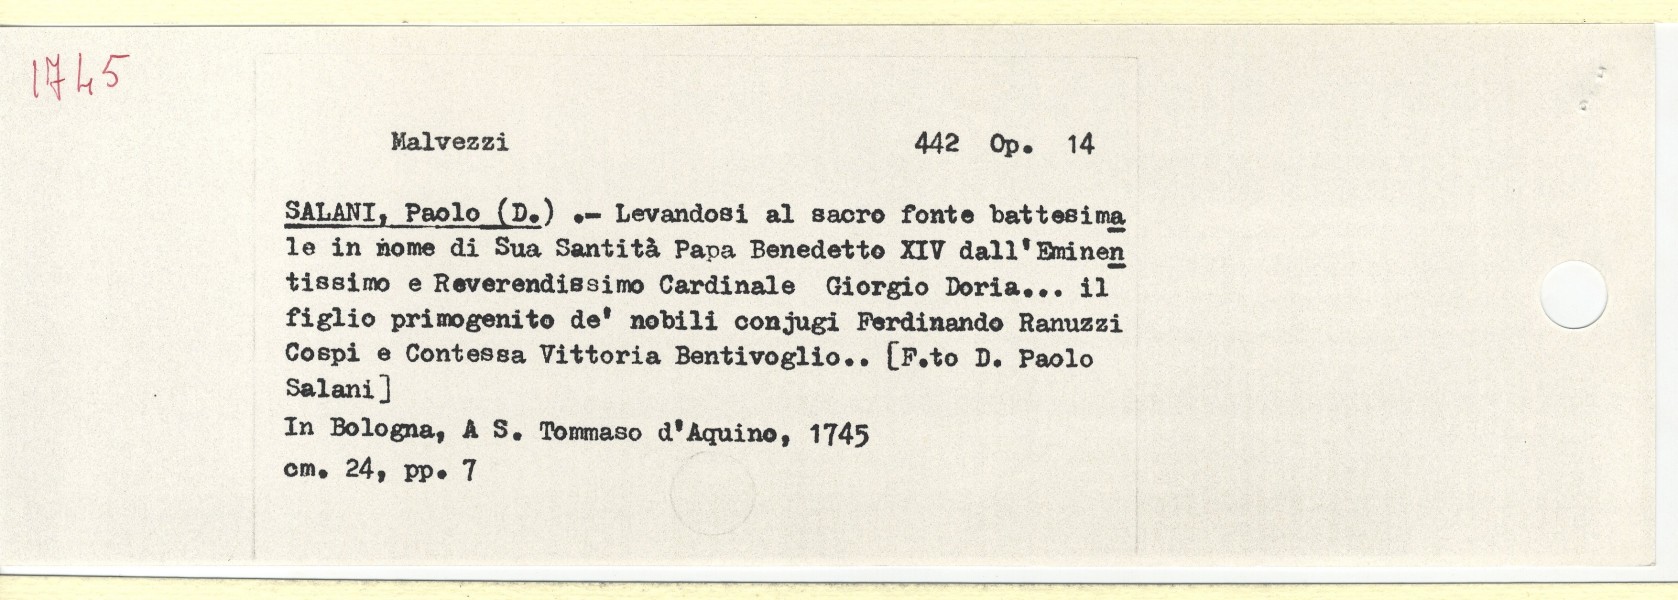 1745
Malvezzi 442 Op. 14
SALANI, Paolo (D.) .- Levandosi al sacro fonte battesima
le in nome di Sua Santità Papa Benedetto XIV dall'Eminen
tissimo e Reverendissimo Cardinale Giorgio Doria... il
figlio primogenito de' nobili conjugi Ferdinando Ranuzzi
Cospi e Contessa Vittoria Bentivoglio.. [F.to D. Paolo
Salani]
In Bologna, A S. Tommaso d'Aquino, 1745
cm. 24, pp. 7